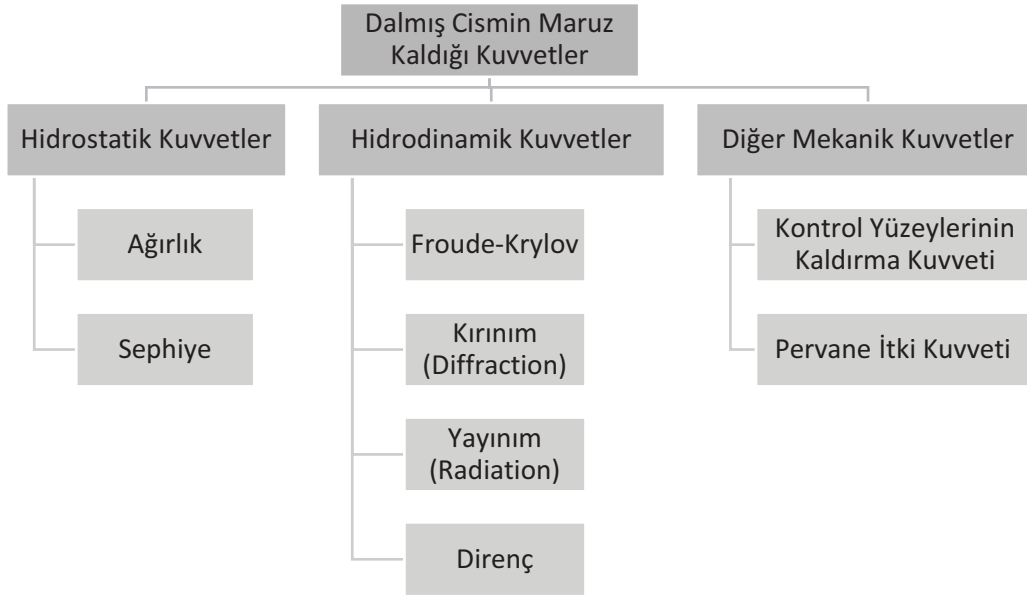 Dalmış Cismin Maruz
Kaldığı Kuvvetler
Hidrostatik Kuvvetler
Ağırlık
Sephiye
Hidrodinamik Kuvvetler
Froude-Krylov
Kırınım
(Diffraction)
Yayınım
(Radiation)
Direnç
Diğer Mekanik Kuvvetler
Kontrol Yüzeylerinin
Kaldırma Kuvveti
Pervane İtki Kuvveti